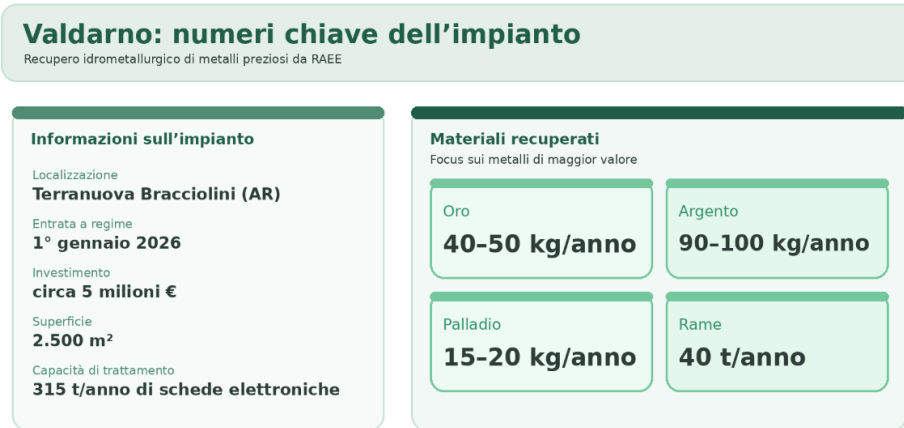 Valdarno: numeri chiave dell’impianto
Recupero idrometallurgico di metalli preziosi da RAEE
Informazioni sull’impianto
Localizzazione
Terranuova Bracciolini (AR)
Entrata a regime
1° gennaio 2026
Investimento
circa 5 milioni €
Superficie
2.500 m²
Capacità di trattamento
315 t/anno di schede elettroniche
Materiali recuperati
Focus sui metalli di maggior valore
Oro
40–50 kg/anno
Argento
90–100 kg/anno
Palladio
15–20 kg/anno
Rame
40 t/anno